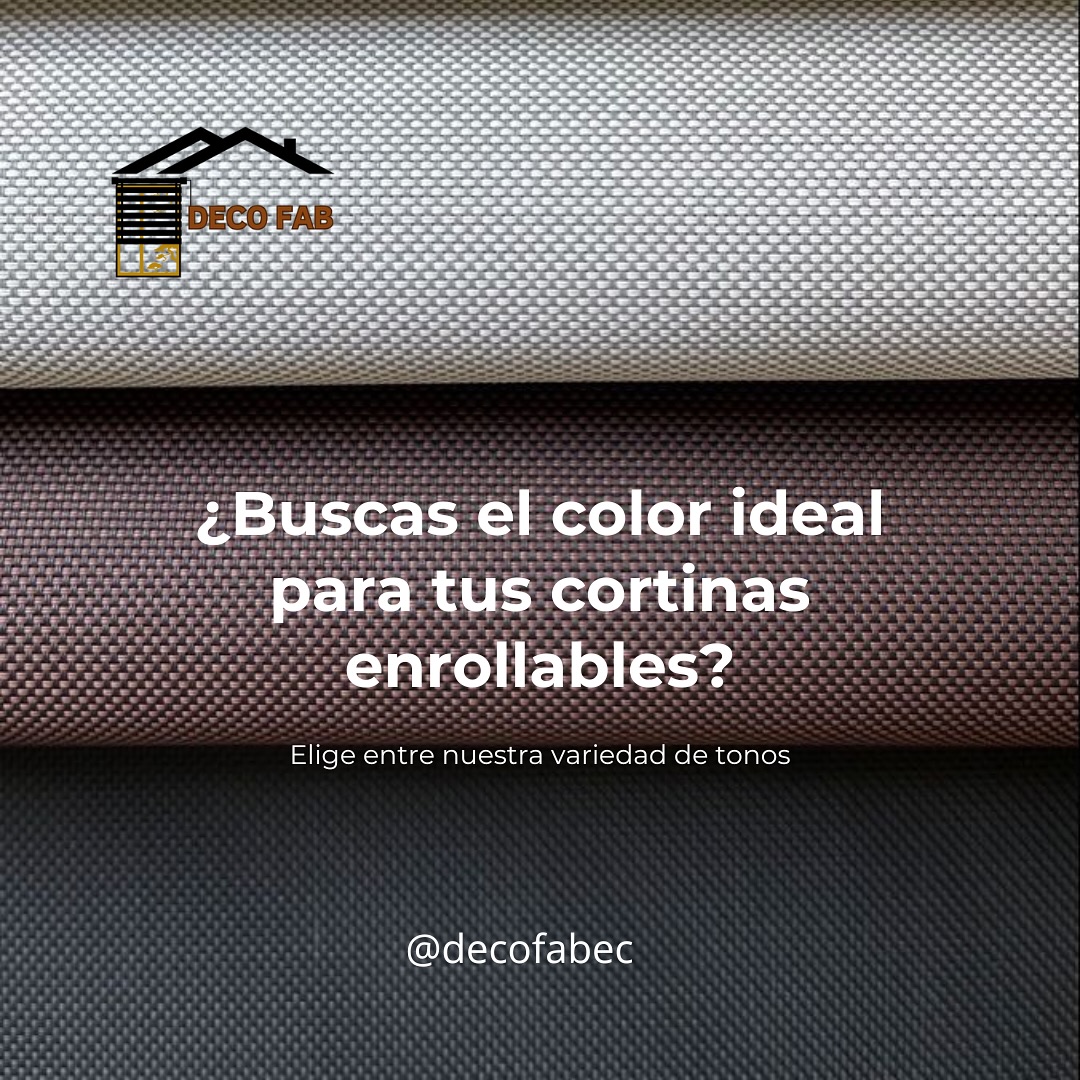 DECO FAB
¿Buscas el color ideal
para tus cortinas
enrollables?
Elige entre nuestra variedad de tonos
@decofabec